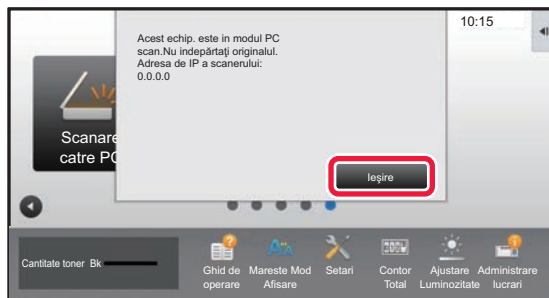 10:15
Acest echip. este in modul PC
scan.Nu indepărtaţi originalul.
Adresa de IP a scanerului:
0.0.0.0
Scanare
catre PC
Ieşire
Cantitate toner Bk
Ghid de
operare
Mareste Mod
Afisare
Setari
Contor
Total
Ajustare
Luminozitate
Administrare
lucrari